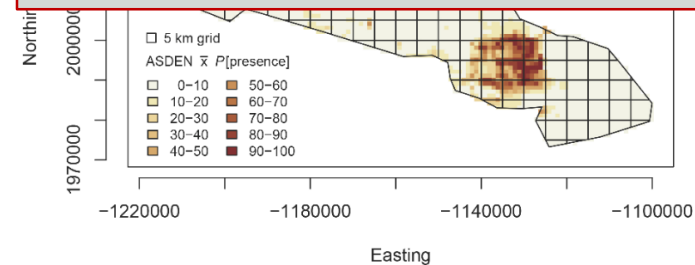 Northin
2000000
1970000
5 km grid
ASDEN x̄ P[presence]
0−10 50−60
10−20 60−70
20−30 70−80
30−40 80−90
40−50 90−100
−1220000 −1180000 −1140000 −1100000
Easting